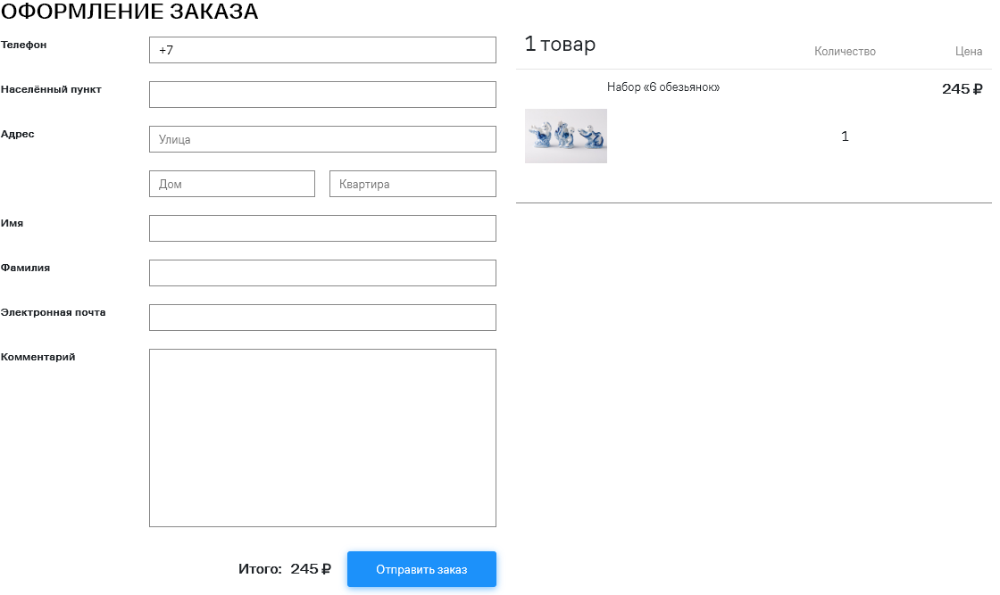 ОФОРМЛЕНИЕ ЗАКАЗА
Телефон
+7
Населённый пункт
Адрес
Улица
Дом
Квартира
Имя
Фамилия
Электронная почта
Комментарий
Итого: 245 ₽
Отправить заказ
1 товар
Количество
Цена
Набор «6 обезьянок»
245 ₽
1